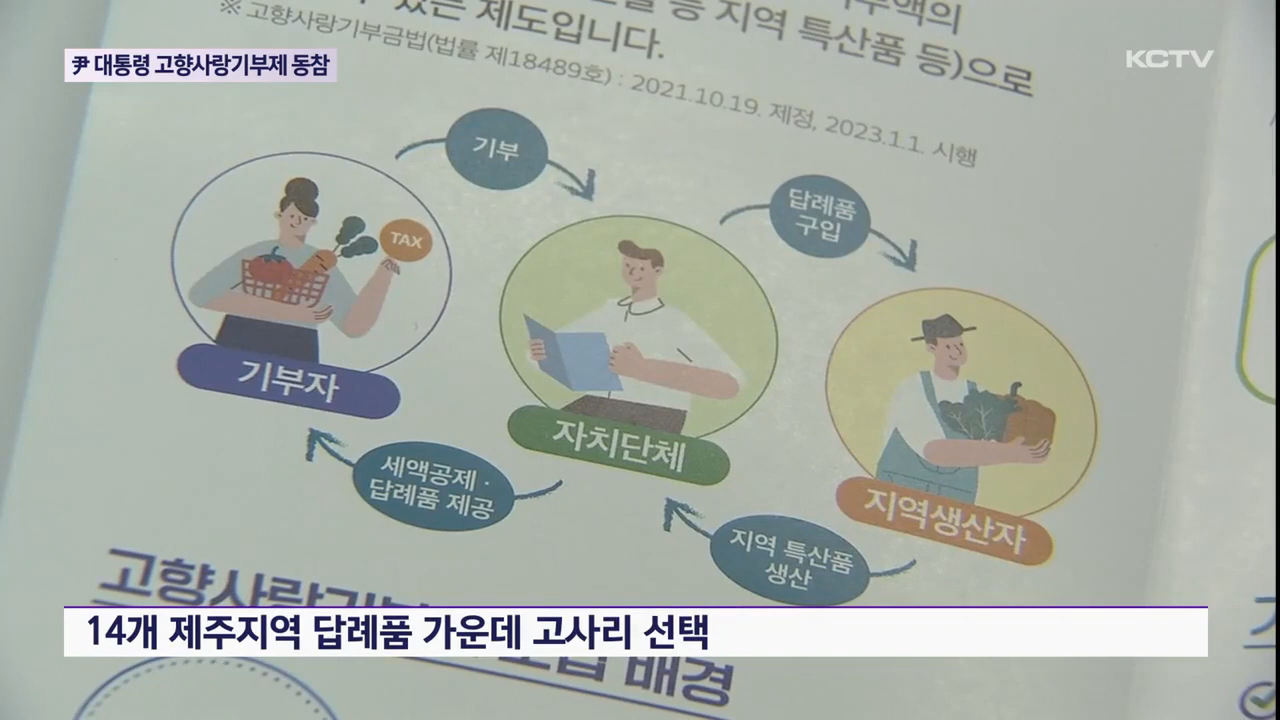 등 지역 특산품 등)으로
있는 제도입니다.
※ 고향사랑기부금법(법률 제18489호) : 2021.10.19. 제정, 2023.1.1. 시행
尹 대통령 고향사랑기부제 동참
KCTV
기부
답례품
구입
TAX
기부자
자치단체
지역생산자
세액공제 ·
답례품 제공
지역 특산품
생산
14개 제주지역 답례품 가운데 고사리 선택
배경